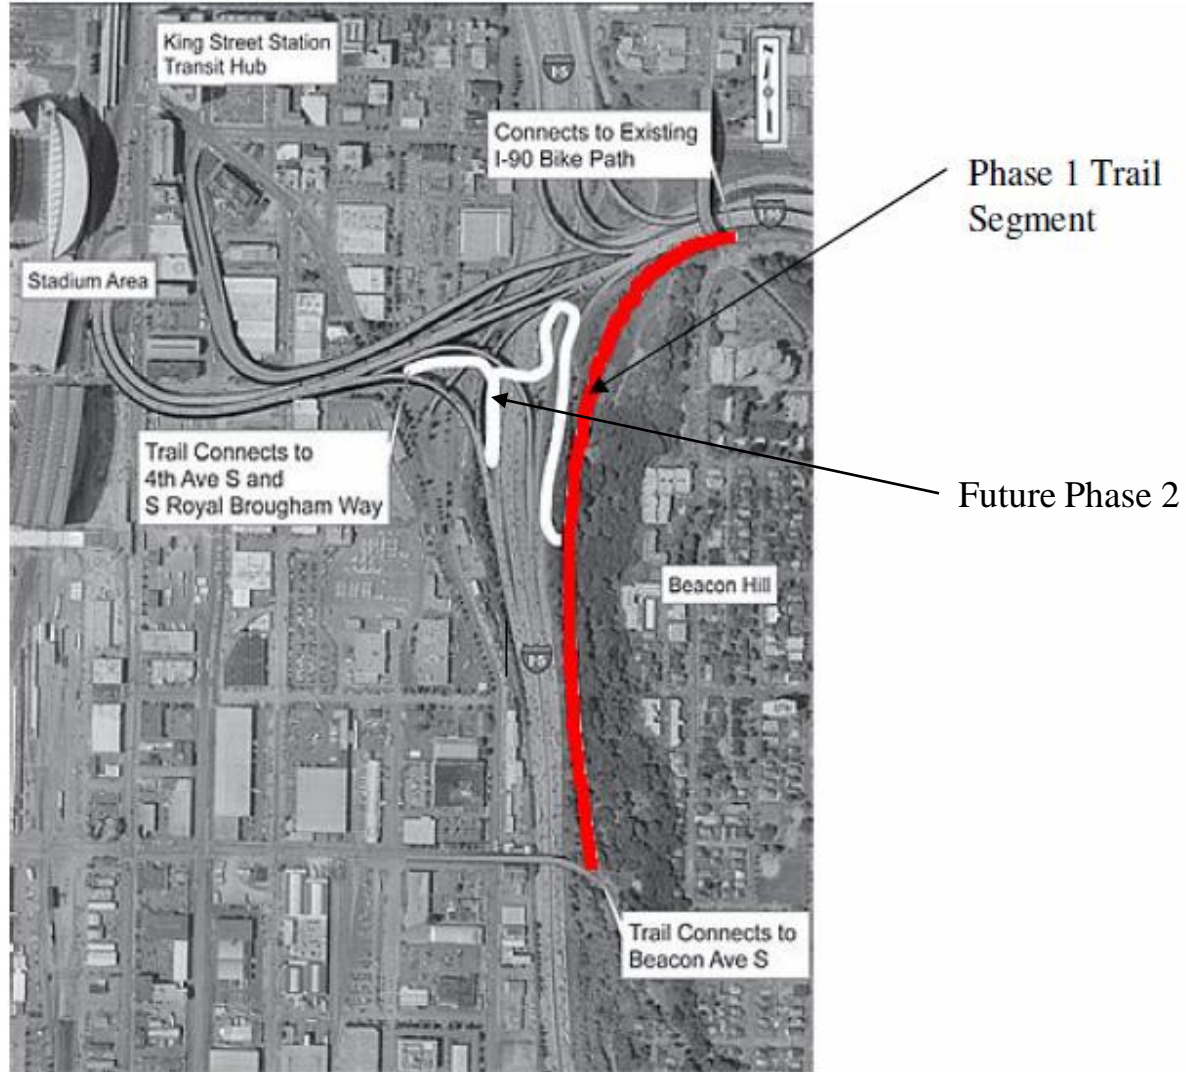 King Street Station
Transit Hub
Connects to Existing
I-90 Bike Path
Phase 1 Trail
Segment
Stadium Area
Trail Connects to
4th Ave S and
S Royal Brougham Way
Future Phase 2
Beacon Hill
Trail Connects to
Beacon Ave S